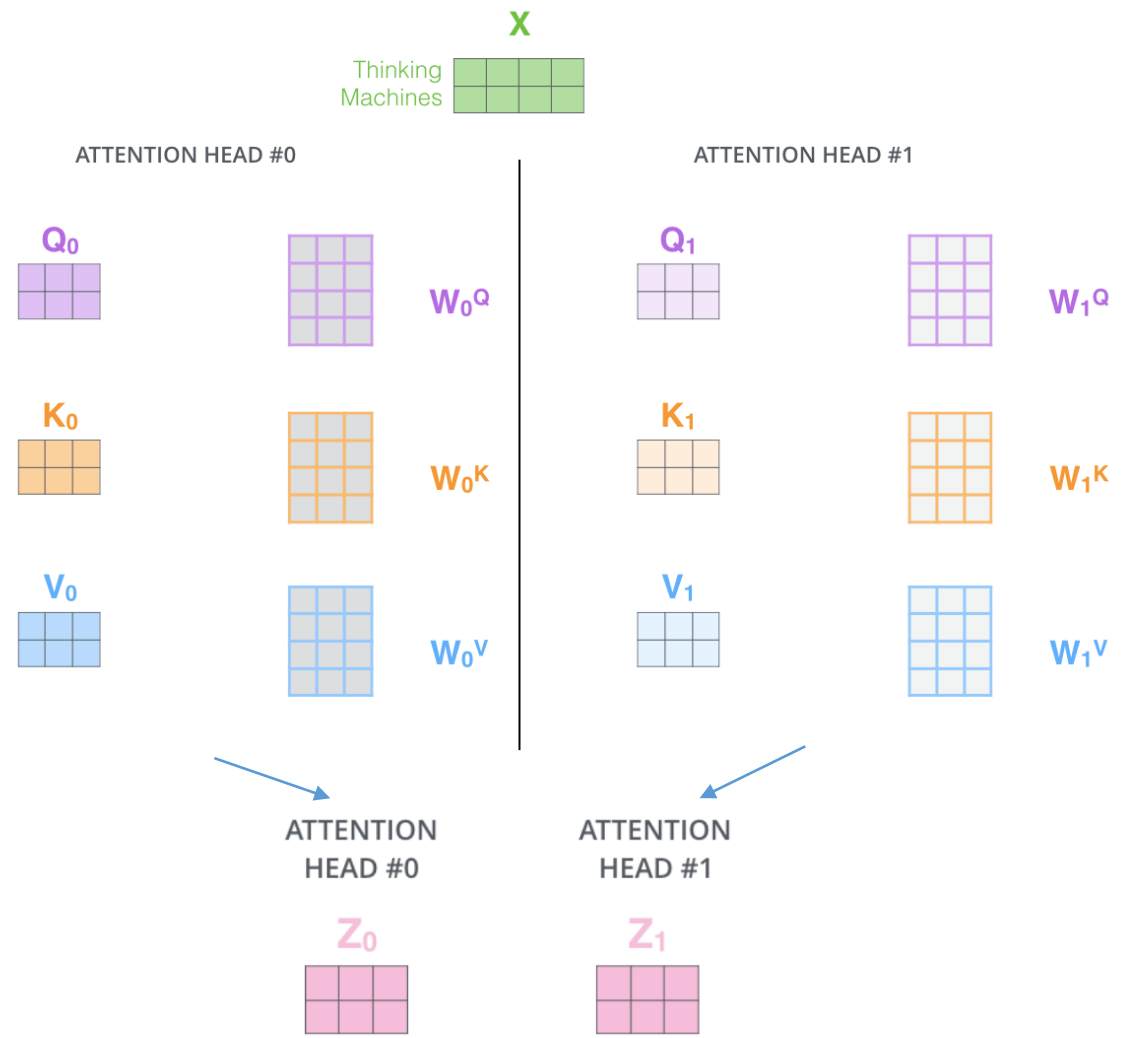 X
Thinking
Machines
ATTENTION HEAD #0
ATTENTION HEAD #1
Q₀
W₀Q
Q₁
W₁Q
K₀
W₀K
K₁
W₁K
V₀
W₀V
V₁
W₁V
ATTENTION
HEAD #0
ATTENTION
HEAD #1
Z₀
Z₁